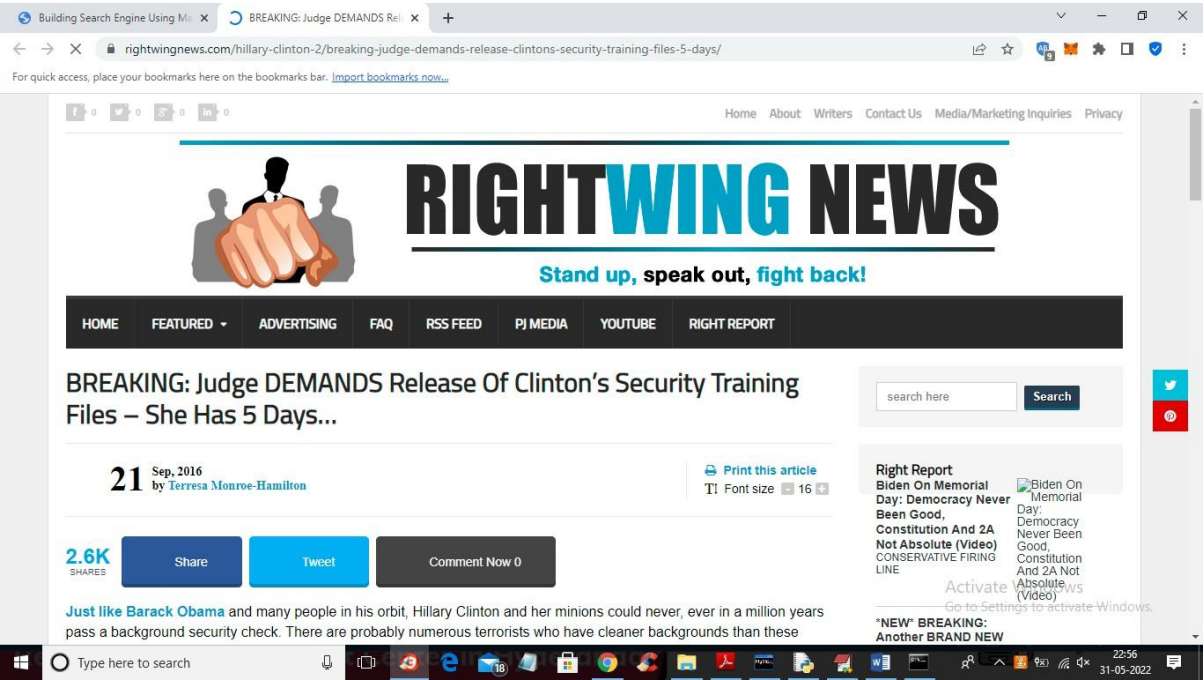 Building Search Engine Using Ma
BREAKING: Judge DEMANDS Rel
rightwingnews.com/hillary-clinton-2/breaking-judge-demands-release-clintons-security-training-files-5-days/
9
For quick access, place your bookmarks here on the bookmarks bar. Import bookmarks now...
0 0 0 0
Home About Writers Contact Us Media/Marketing Inquiries Privacy
RIGHTWING NEWS
Stand up, speak out, fight back!
HOME FEATURED ADVERTISING FAQ RSS FEED PJ MEDIA YOUTUBE RIGHT REPORT
BREAKING: Judge DEMANDS Release Of Clinton's Security Training
Files – She Has 5 Days...
search here Search
21 Sep, 2016
by Terresa Monroe-Hamilton
Print this article
T! Font size - 16 +
2.6K
SHARES
Share
Tweet
Comment Now 0
Just like Barack Obama and many people in his orbit, Hillary Clinton and her minions could never, ever in a million years
pass a background security check. There are probably numerous terrorists who have cleaner backgrounds than these
Right Report
Biden On Memorial
Day: Democracy Never
Been Good,
Constitution And 2A
Not Absolute (Video)
CONSERVATIVE FIRING
LINE
Biden On
Memorial
Day:
Democracy
Never Been
Good,
Constitution
And 2A Not
Absolute
(Video)
*NEW* BREAKING:
Another BRAND NEW
Activate Windows
Go to Settings to activate Windows.
Type here to search
18
22:56
31-05-2022